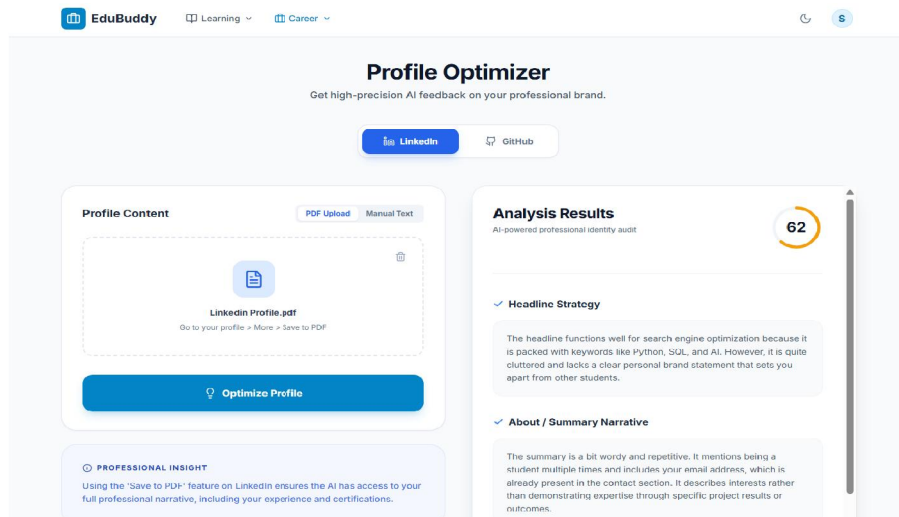 EduBuddy Learning Career S
Profile Optimizer
Get high-precision AI feedback on your professional brand.
LinkedIn GitHub
Profile Content PDF Upload Manual Text
Linkedin Profile.pdf
Go to your profile > More > Save to PDF
Optimize Profile
PROFESSIONAL INSIGHT
Using the 'Save to PDF' feature on LinkedIn ensures the AI has access to your
full professional narrative, including your experience and certifications.
Analysis Results
AI-powered professional identity audit
62
Headline Strategy
The headline functions well for search engine optimization because it
is packed with keywords like Python, SQL, and AI. However, it is quite
cluttered and lacks a clear personal brand statement that sets you
apart from other students.
About / Summary Narrative
The summary is a bit wordy and repetitive. It mentions being a
student multiple times and includes your email address, which is
already present in the contact section. It describes interests rather
than demonstrating expertise through specific project results or
outcomes.